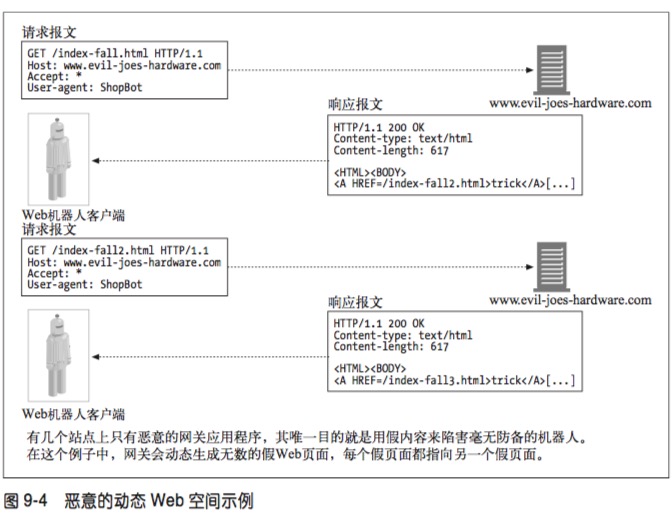 请求报文
GET /index-fall.html HTTP/1.1
Host: www.evil-joes-hardware.com
Accept: *
User-agent: ShopBot
www.evil-joes-hardware.com
响应报文
HTTP/1.1 200 OK
Content-type: text/html
Content-length: 617
<HTML><BODY>
<A HREF=/index-fall2.html>trick</A>[...]
Web机器人客户端
请求报文
GET /index-fall2.html HTTP/1.1
Host: www.evil-joes-hardware.com
Accept: *
User-agent: ShopBot
www.evil-joes-hardware.com
响应报文
HTTP/1.1 200 OK
Content-type: text/html
Content-length: 617
<HTML><BODY>
<A HREF=/index-fall3.html>trick</A>[...]
Web机器人客户端
有几个站点上只有恶意的网关应用程序，其唯一目的就是用假内容来陷害毫无防备的机器人。
在这个例子中，网关会动态生成无数的假Web页面，每个假页面都指向另一个假页面。
图 9-4 恶意的动态 Web 空间示例